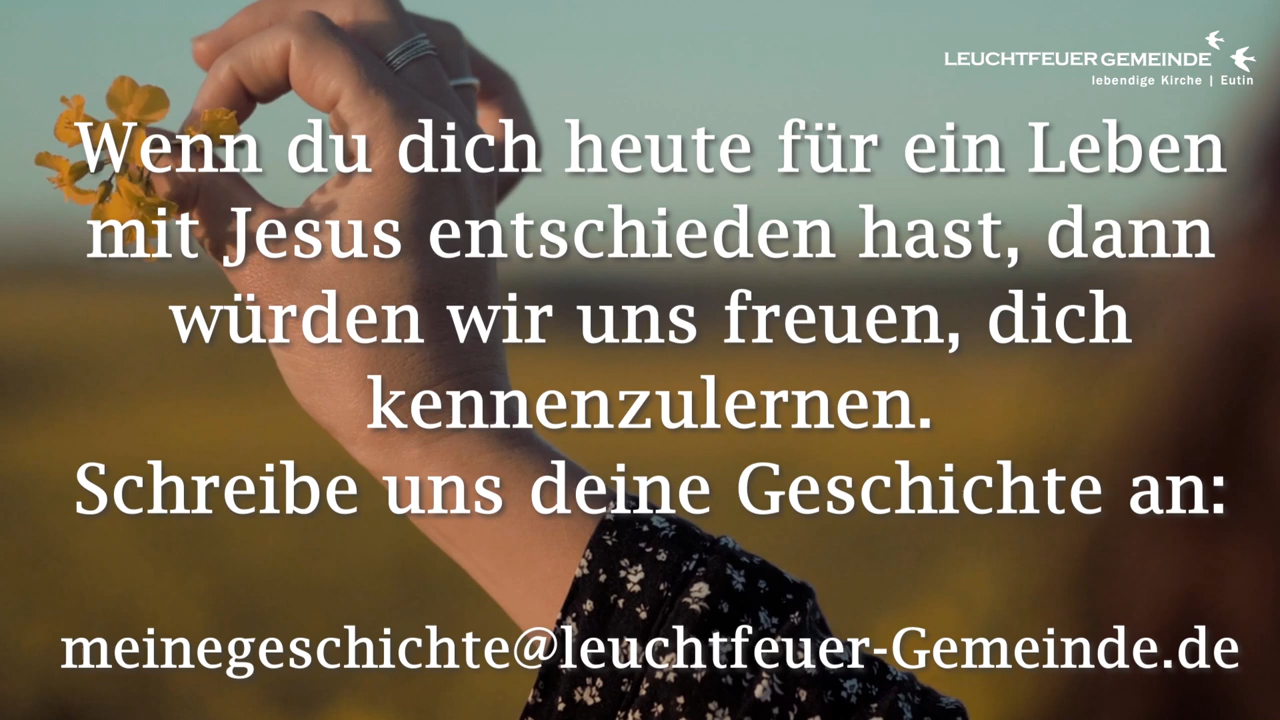 LEUCHTFEUER GEMEINDE
lebendige Kirche | Eutin
Wenn du dich heute für ein Leben
mit Jesus entschieden hast, dann
würden wir uns freuen, dich
kennenzulernen.
Schreibe uns deine Geschichte an:
meinegeschichte@leuchtfeuer-Gemeinde.de